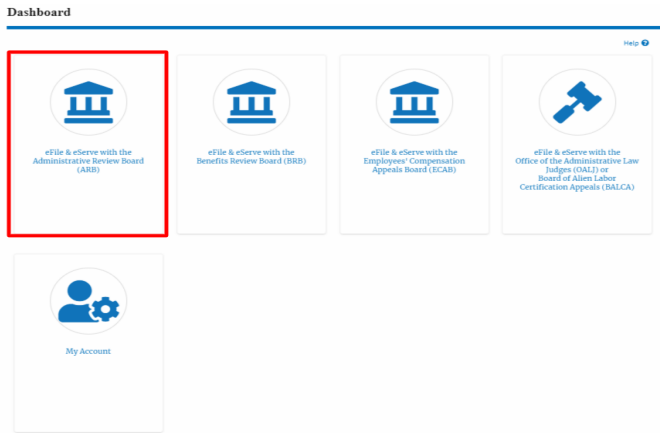 Dashboard
Help
eFile & eServe with the
Administrative Review Board
(ARB)
eFile & eServe with the
Benefits Review Board (BRB)
eFile & eServe with the
Employees' Compensation
Appeals Board (ECAB)
eFile & eServe with the
Office of the Administrative Law
Judges (OALJ) or
Board of Alien Labor
Certification Appeals (BALCA)
My Account